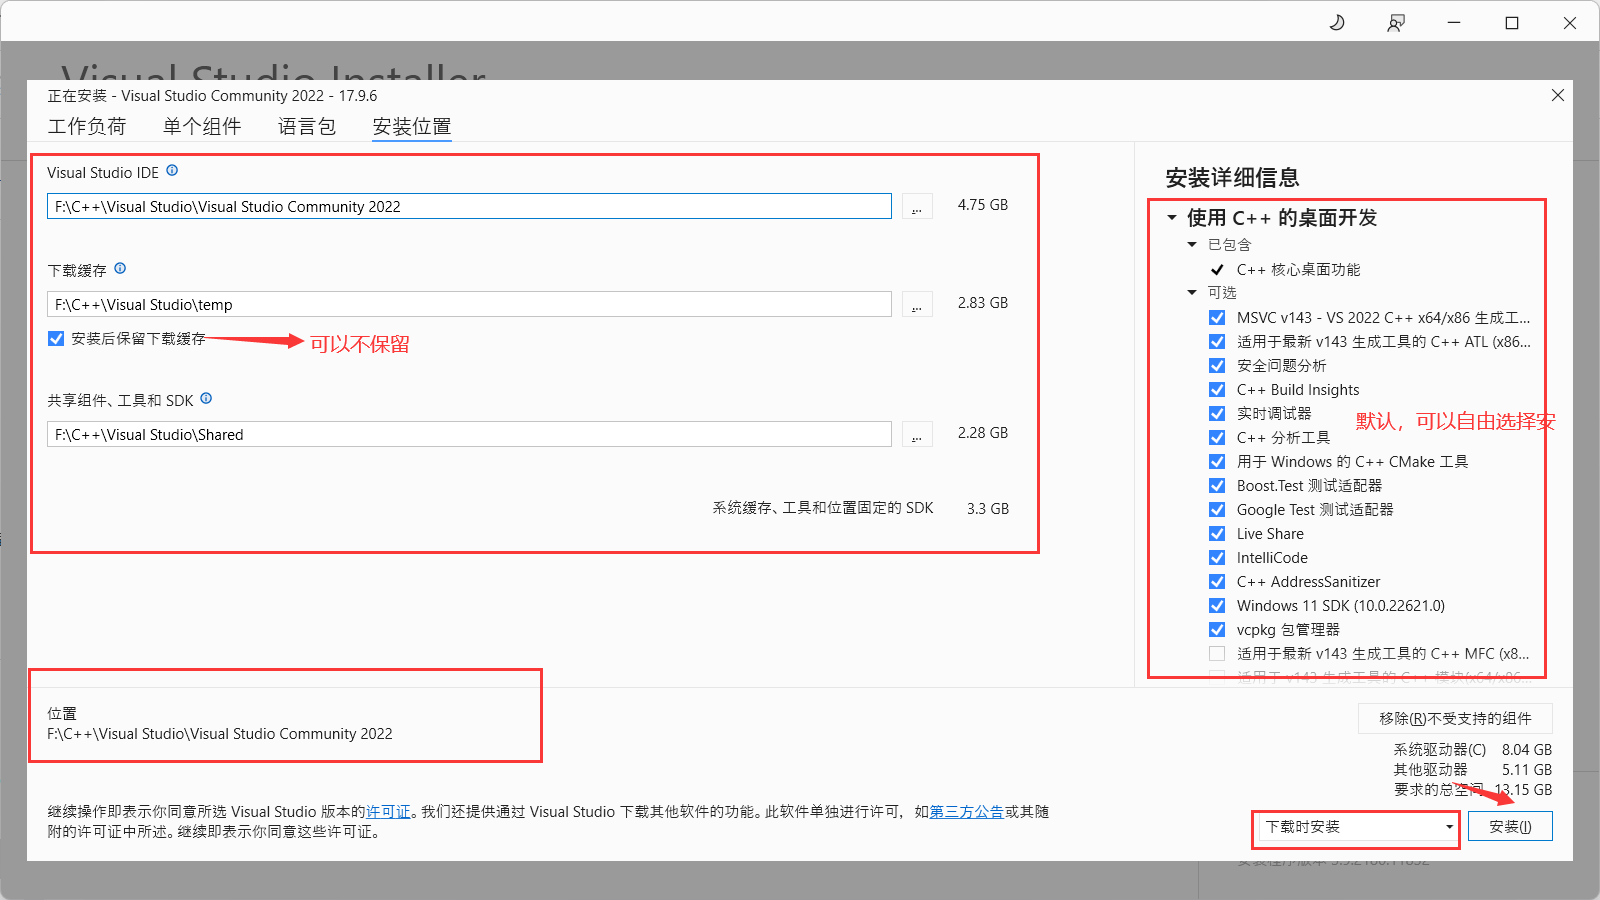 Visual Studio Installer
正在安装 - Visual Studio Community 2022 - 17.9.6
工作负荷 单个组件 语言包 安装位置
Visual Studio IDE
F:\C++\Visual Studio\Visual Studio Community 2022 ... 4.75 GB
下载缓存
F:\C++\Visual Studio\temp ... 2.83 GB
安装后保留下载缓存 可以不保留
共享组件、工具和 SDK
F:\C++\Visual Studio\Shared ... 2.28 GB
系统缓存、工具和位置固定的 SDK 3.3 GB
安装详细信息
使用 C++ 的桌面开发
已包含
C++ 核心桌面功能
可选
MSVC v143 - VS 2022 C++ x64/x86 生成工...
适用于最新 v143 生成工具的 C++ ATL (x86...
安全问题分析
C++ Build Insights
实时调试器
默认，可以自由选择安
C++ 分析工具
用于 Windows 的 C++ CMake 工具
Boost.Test 测试适配器
Google Test 测试适配器
Live Share
IntelliCode
C++ AddressSanitizer
Windows 11 SDK (10.0.22621.0)
vcpkg 包管理器
适用于最新 v143 生成工具的 C++ MFC (x8...
适用于 v143 生成工具的 C++ 模块(x64/x86...
位置
F:\C++\Visual Studio\Visual Studio Community 2022
移除(R)不受支持的组件
系统驱动器(C) 8.04 GB
其他驱动器 5.11 GB
要求的总空间 13.15 GB
继续操作即表示你同意所选 Visual Studio 版本的许可证。我们还提供通过 Visual Studio 下载其他软件的功能。此软件单独进行许可，如第三方公告或其随
附的许可证中所述。继续即表示你同意这些许可证。
下载时安装 安装(I)